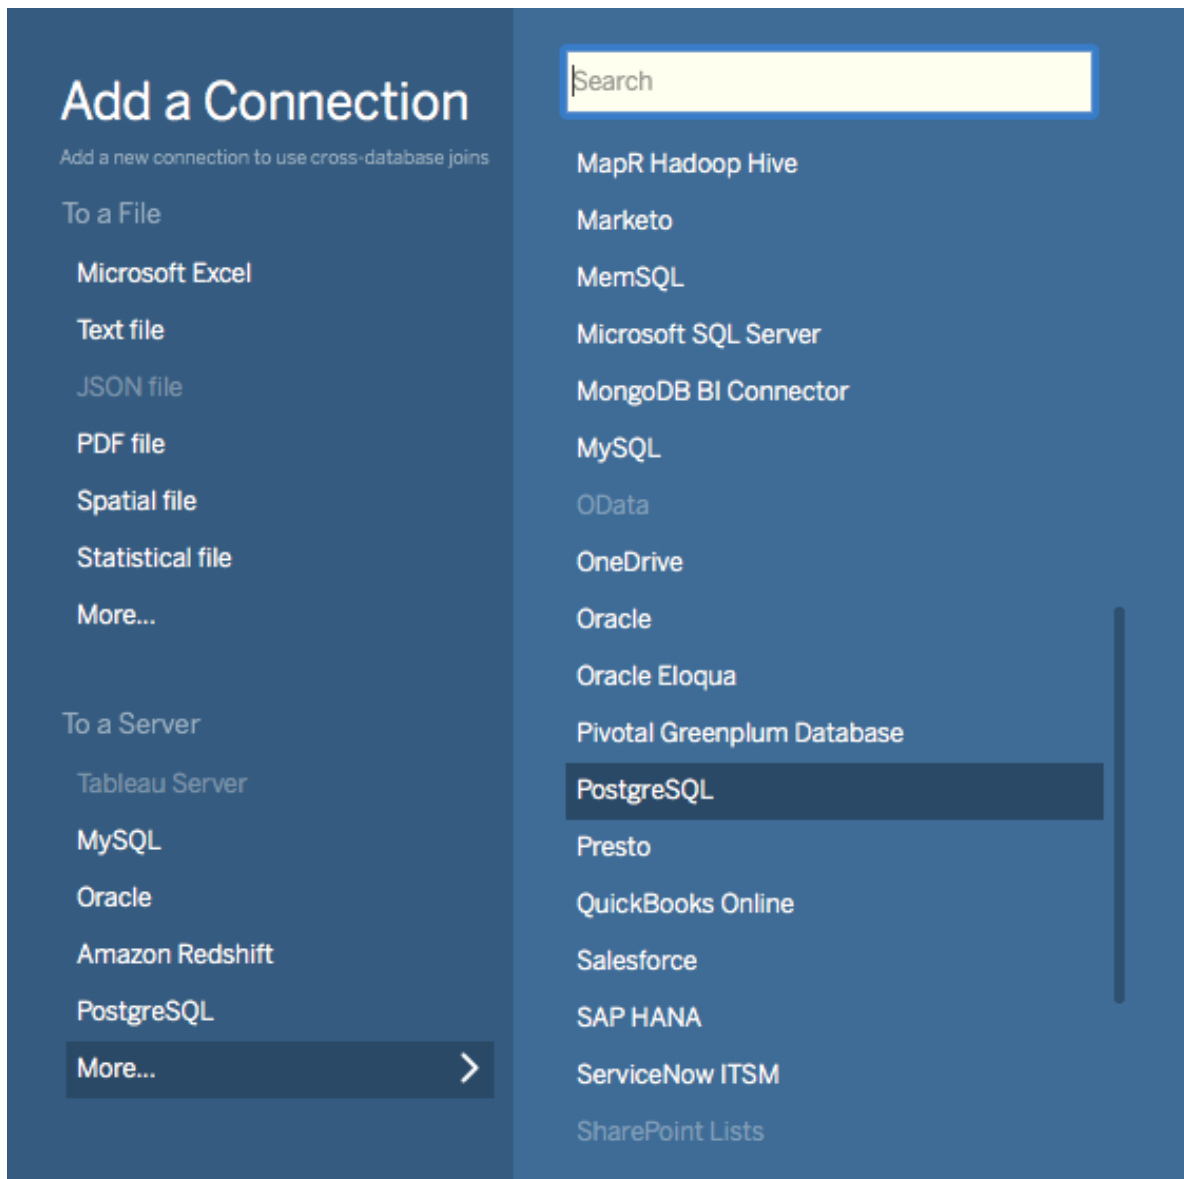 Add a Connection
Add a new connection to use cross-database joins
To a File
Microsoft Excel
Text file
JSON file
PDF file
Spatial file
Statistical file
More...
To a Server
Tableau Server
MySQL
Oracle
Amazon Redshift
PostgreSQL
More...
Search
MapR Hadoop Hive
Marketo
MemSQL
Microsoft SQL Server
MongoDB BI Connector
MySQL
OData
OneDrive
Oracle
Oracle Eloqua
Pivotal Greenplum Database
PostgreSQL
Presto
QuickBooks Online
Salesforce
SAP HANA
ServiceNow ITSM
SharePoint Lists